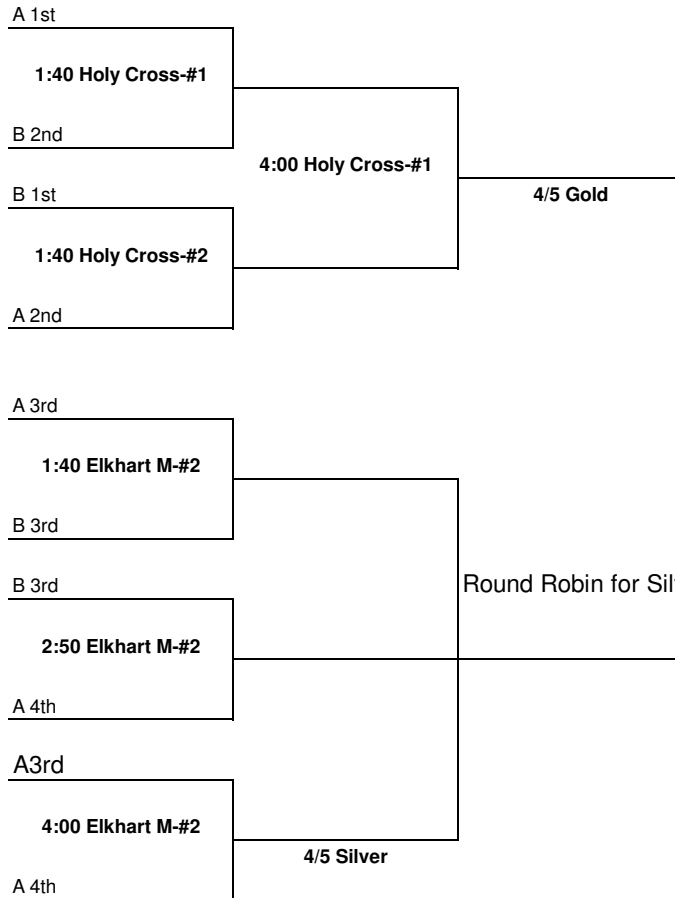 A 1st
1:40 Holy Cross-#1
B 2nd
4:00 Holy Cross-#1
B 1st
4/5 Gold
1:40 Holy Cross-#2
A 2nd
A 3rd
1:40 Elkhart M-#2
B 3rd
B 3rd
Round Robin for
2:50 Elkhart M-#2
A 4th
A3rd
4:00 Elkhart M-#2
4/5 Silver
A 4th